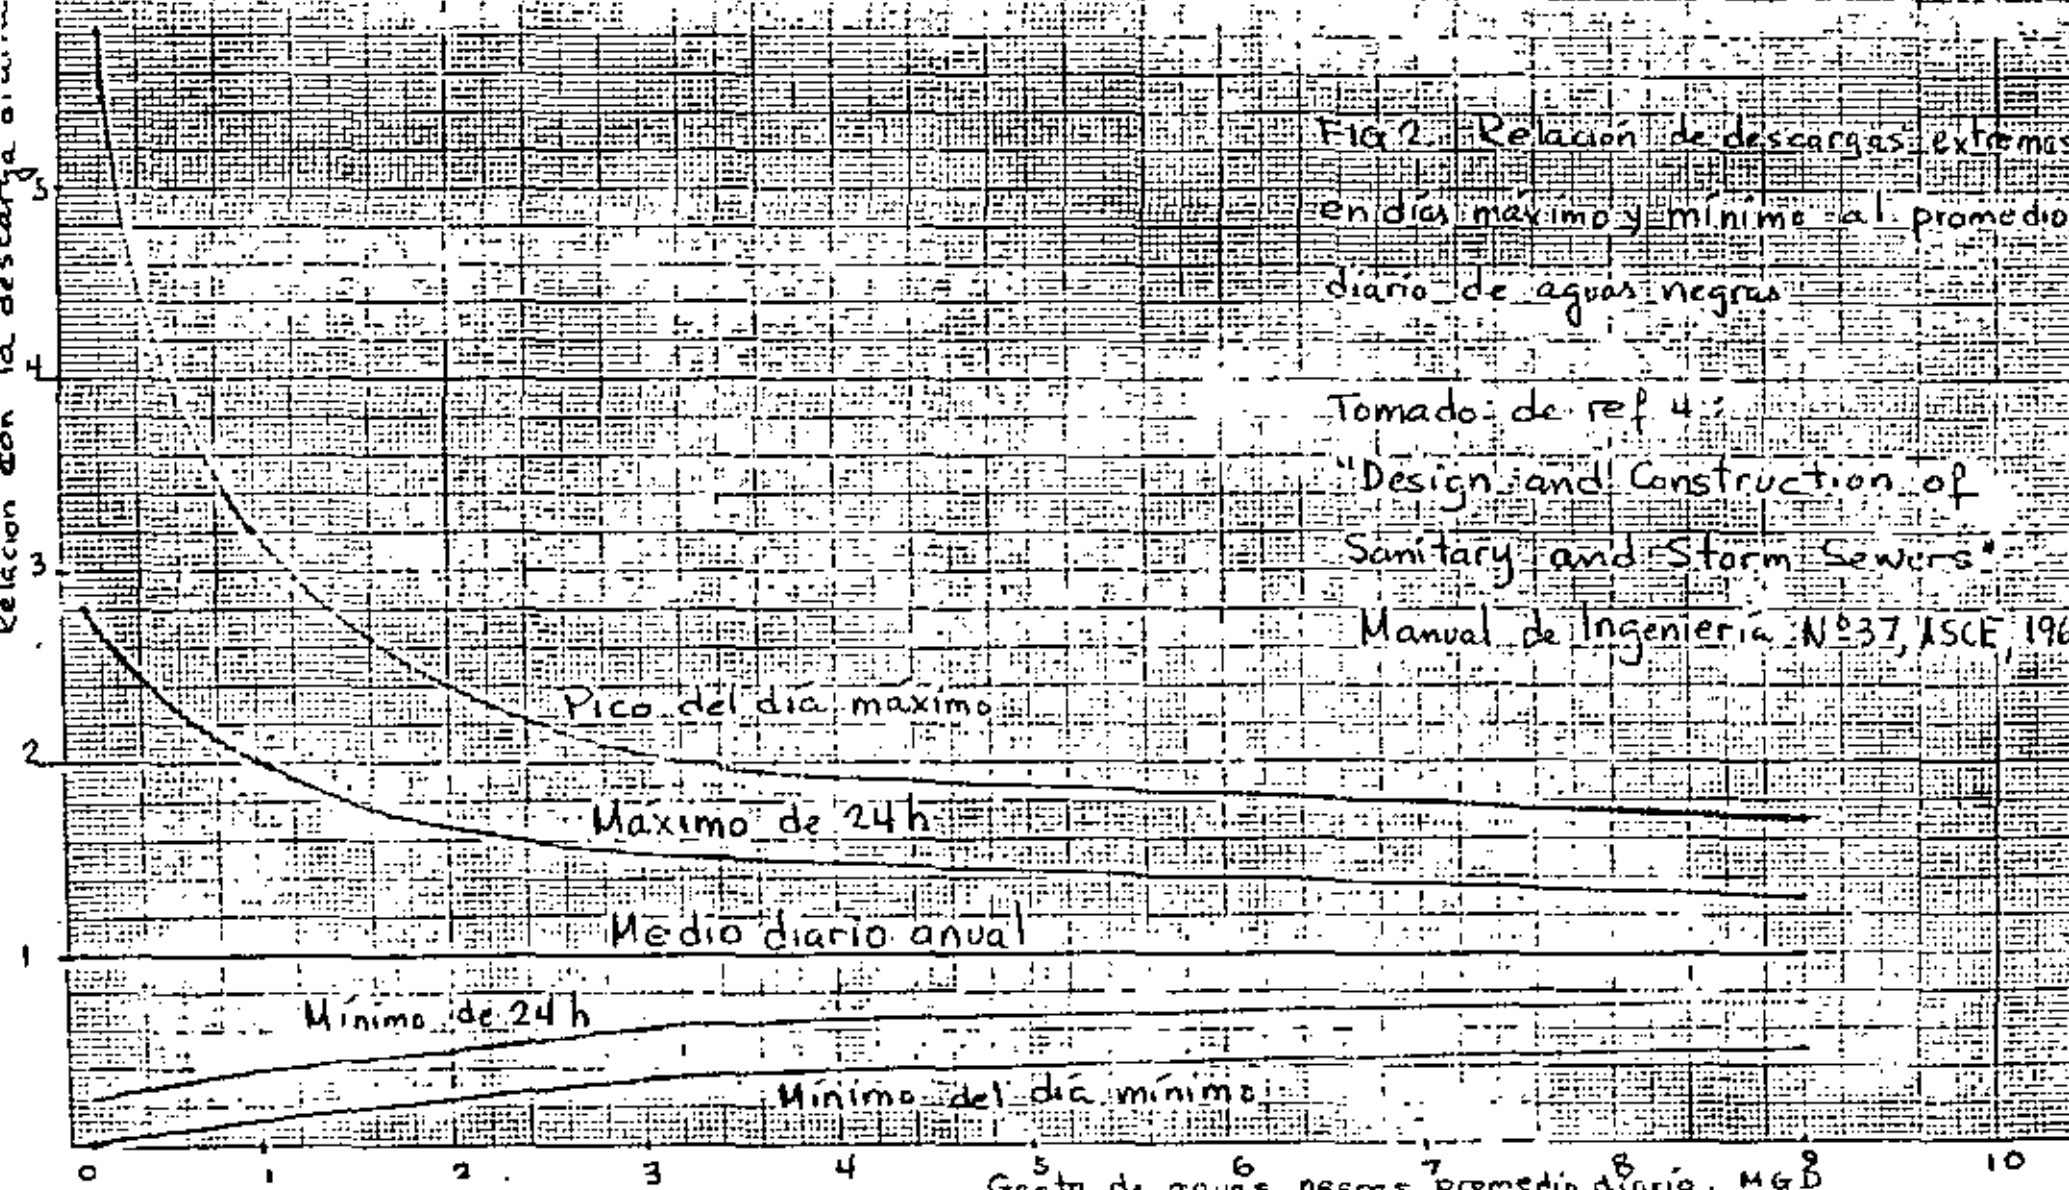 Relación con la descarga
5
4
3
2
1
Fig 2. Relación de descargas extremas
en días máximo y mínimo al promedio
diario de aguas negras
Tomado de ref 4:
"Design and Construction of
Sanitary and Storm Sewers"
Manual de Ingeniería Nº37, ASCE, 196
Pico del día máximo
Máximo de 24 h
Medio diario anual
Mínimo de 24 h
Mínimo del día mínimo
0 1 2 3 4 5 6 7 8 9 10
Gasto de aguas negras promedio diaria, MGD